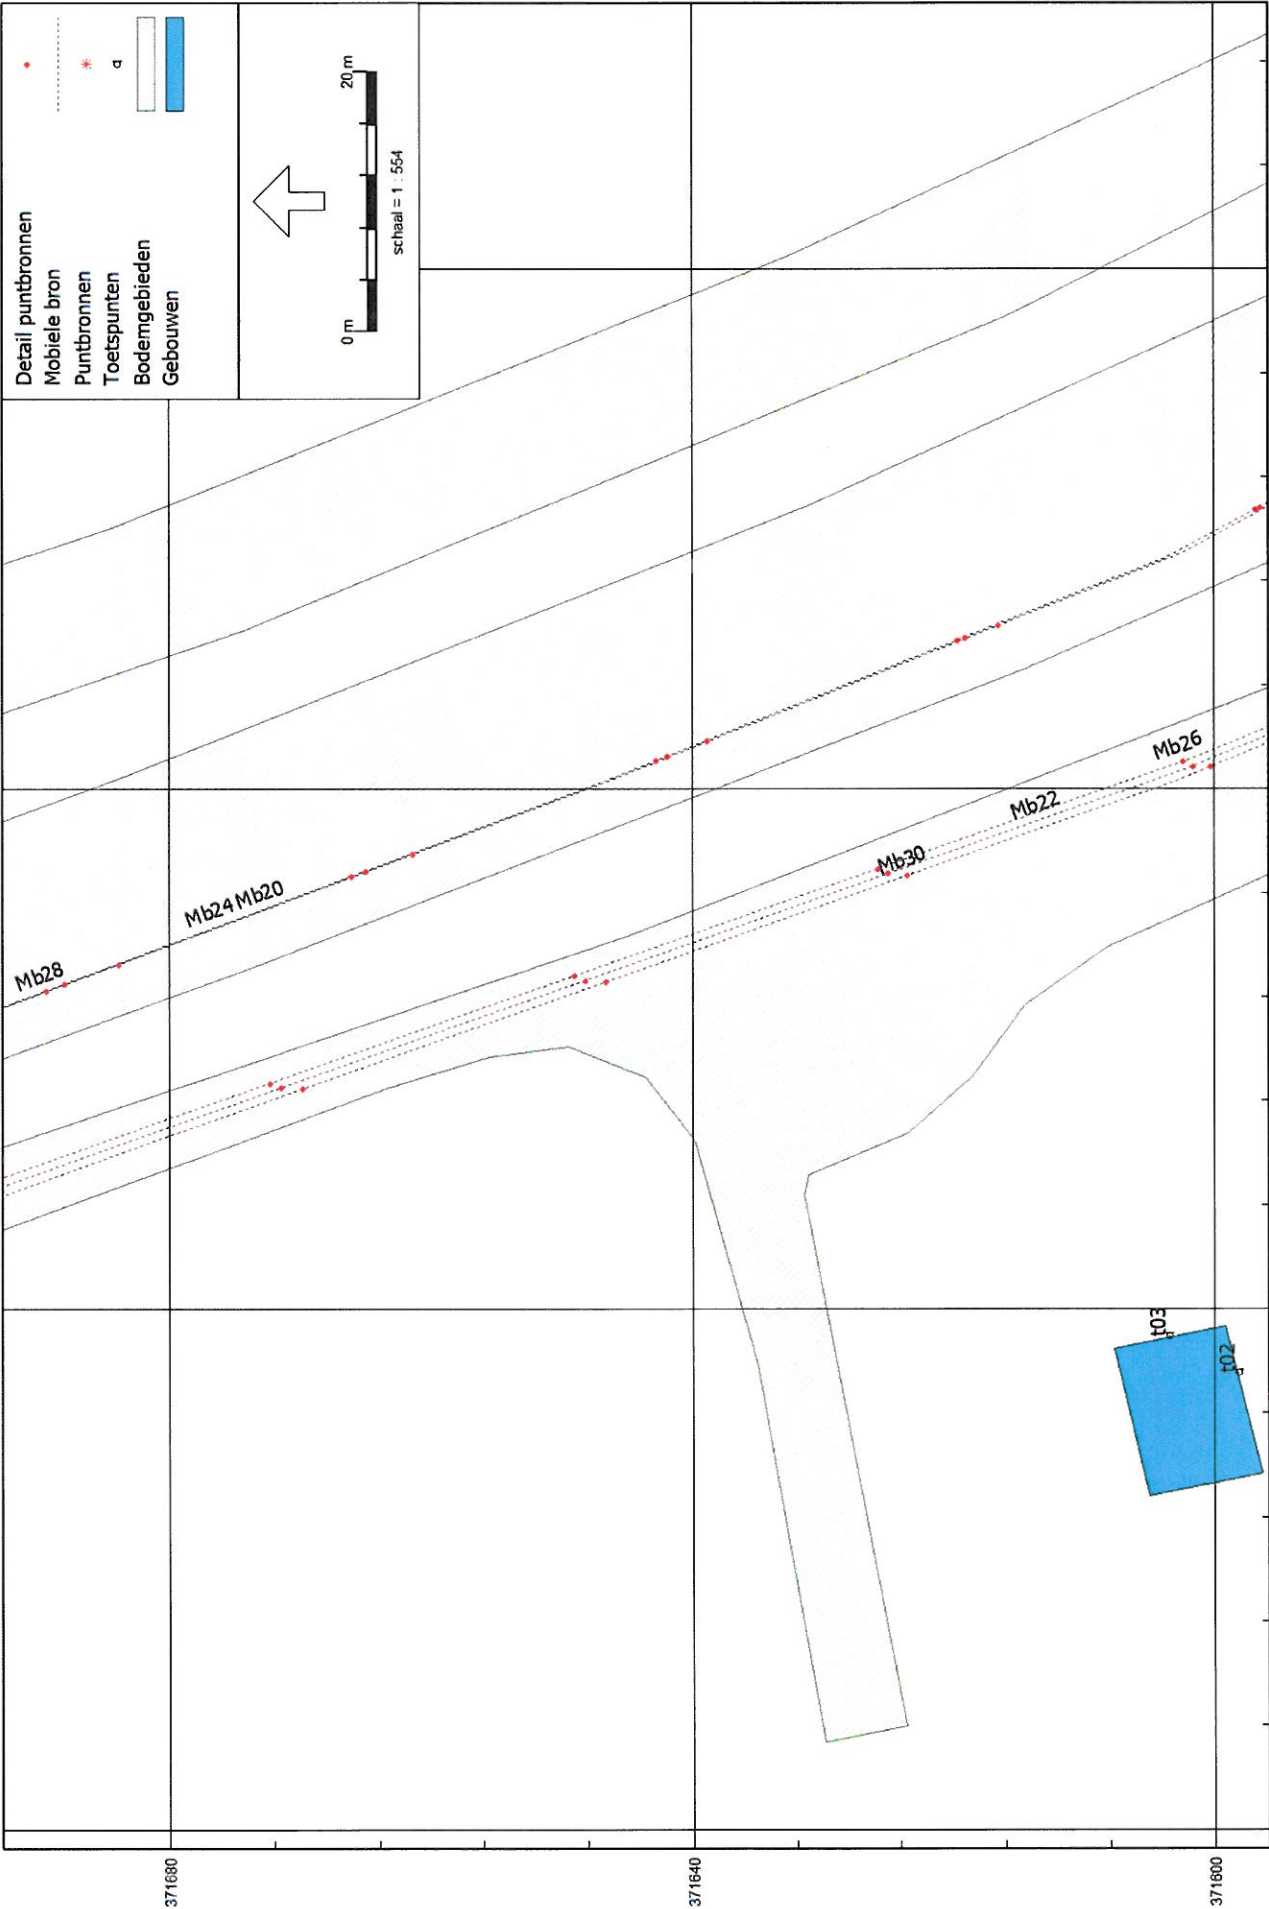 Detail puntbronnen
Mobiele bron
Puntbronnen
Toetspunten
Bodemgebieden
Gebouwen
0 m
20 m
schaal = 1 : 554
Mb28
Mb24 Mb20
Mb30
Mb22
Mb26
t03
t02
371680
371640
371600